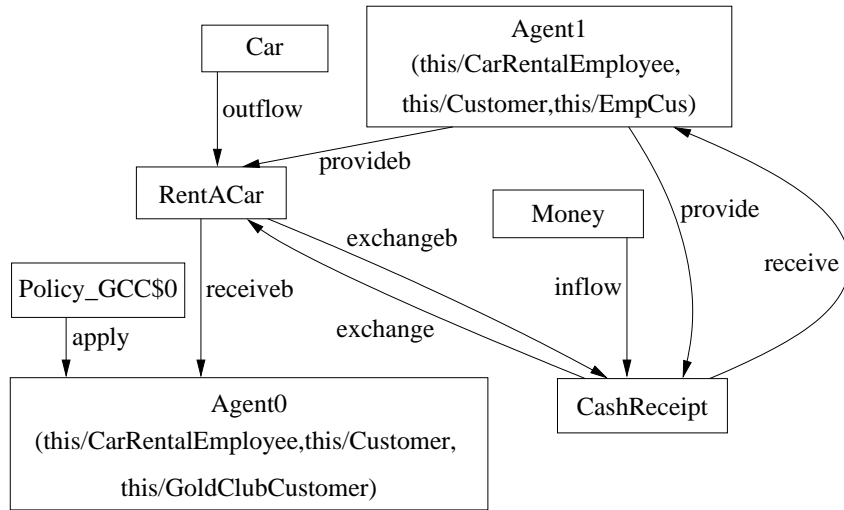 Car
Agent1
(this/CarRentalEmployee,
this/Customer,this/EmpCus)
outflow
provideb
RentACar
Money
provide
exchangeb
receive
Policy_GCC$0
receiveb
inflow
exchange
apply
Agent0
(this/CarRentalEmployee,this/Customer,
this/GoldClubCustomer)
CashReceipt